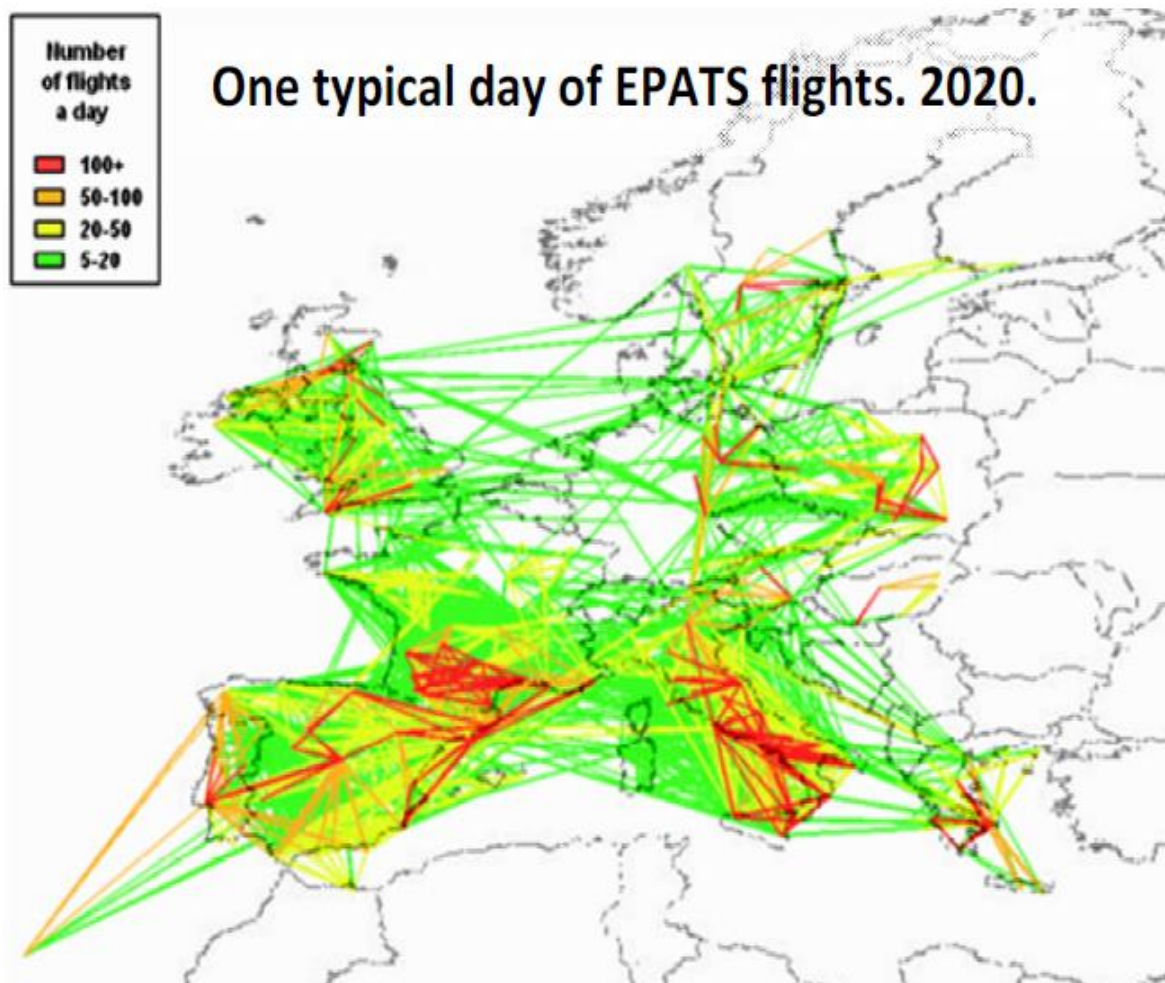 Number
of flights
a day
100+
50-100
20-50
5-20
One typical day of EPATS flights. 2020.